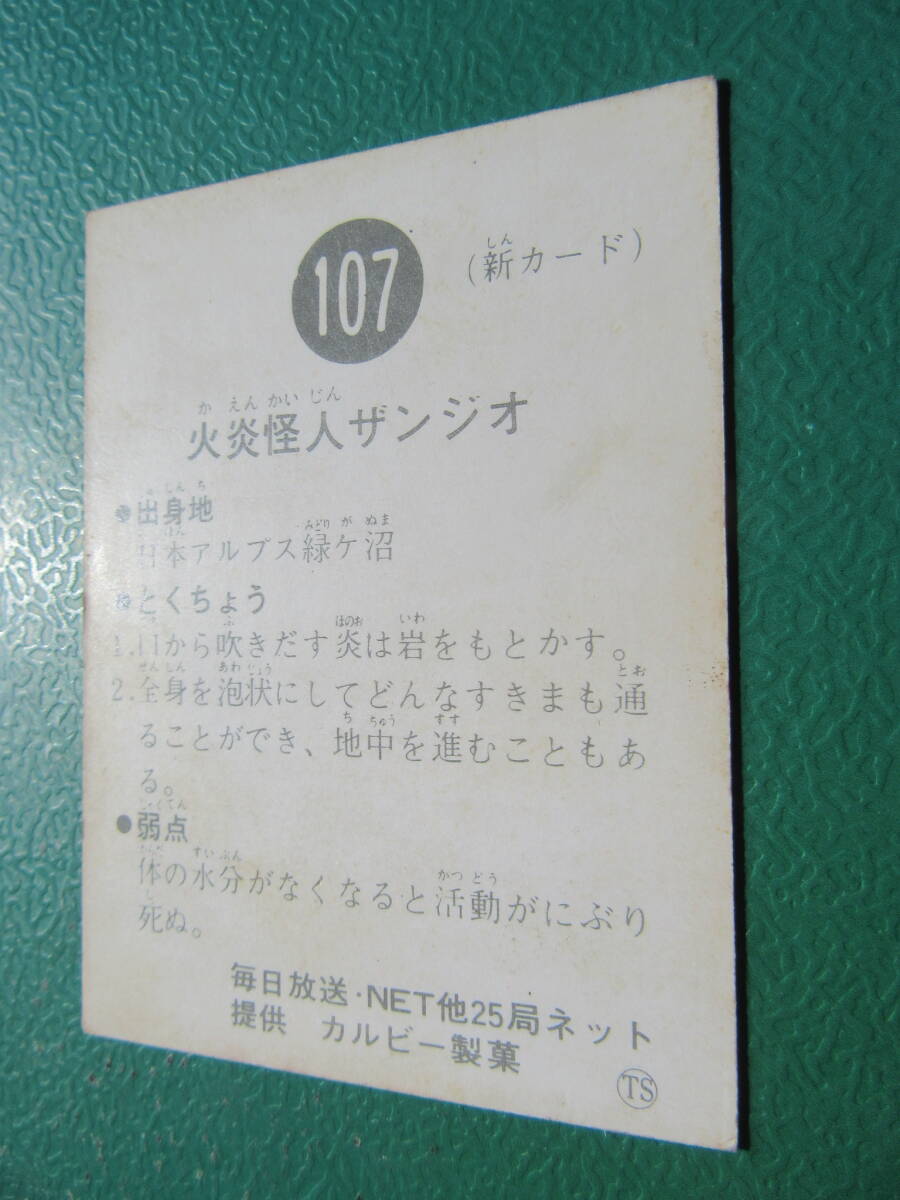 107 (新カード)
火炎怪人ザンジオ
●出身地
日本アルプス緑ケ沼
●とくちょう
1.口から吹きだす炎は岩をもとかす。
2.全身を泡状にしてどんなすきまも通
ることができ、地中を進むこともあ
る。
●弱点
体の水分がなくなると活動がにぶり
死ぬ。
毎日放送・NET他25局ネット
提供 カルビー製菓
TS